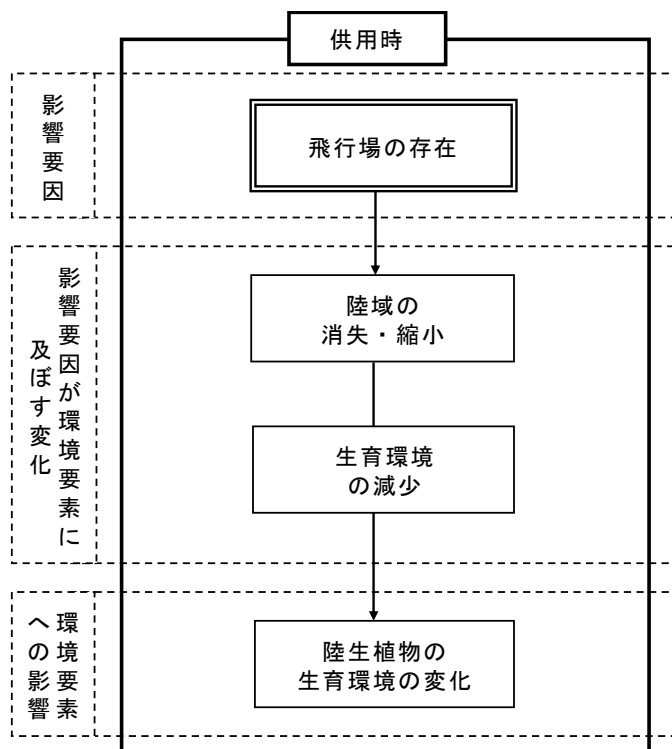 供用時
影響要因
飛行場の存在
影響要因が環境要素に
及ぼす変化
陸域の
消失・縮小
生育環境
の減少
環境要素
への影響
陸生植物の
生育環境の変化